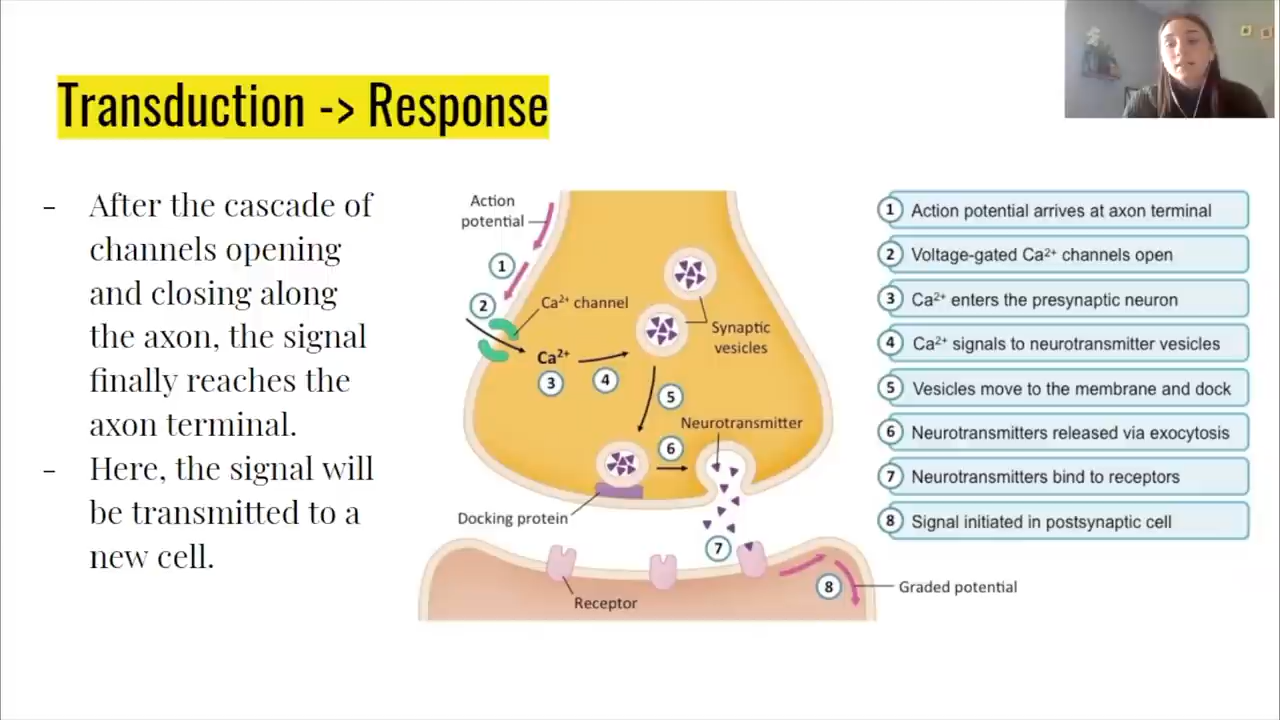 Transduction -> Response
- After the cascade of
channels opening
and closing along
the axon, the signal
finally reaches the
axon terminal.
- Here, the signal will
be transmitted to a
new cell.
Action
potential
1
2
Ca²⁺ channel
Ca²⁺
3
4
Synaptic
vesicles
5
Neurotransmitter
6
Docking protein
7
Receptor
8
Graded potential
1 Action potential arrives at axon terminal
2 Voltage-gated Ca²⁺ channels open
3 Ca²⁺ enters the presynaptic neuron
4 Ca²⁺ signals to neurotransmitter vesicles
5 Vesicles move to the membrane and dock
6 Neurotransmitters released via exocytosis
7 Neurotransmitters bind to receptors
8 Signal initiated in postsynaptic cell